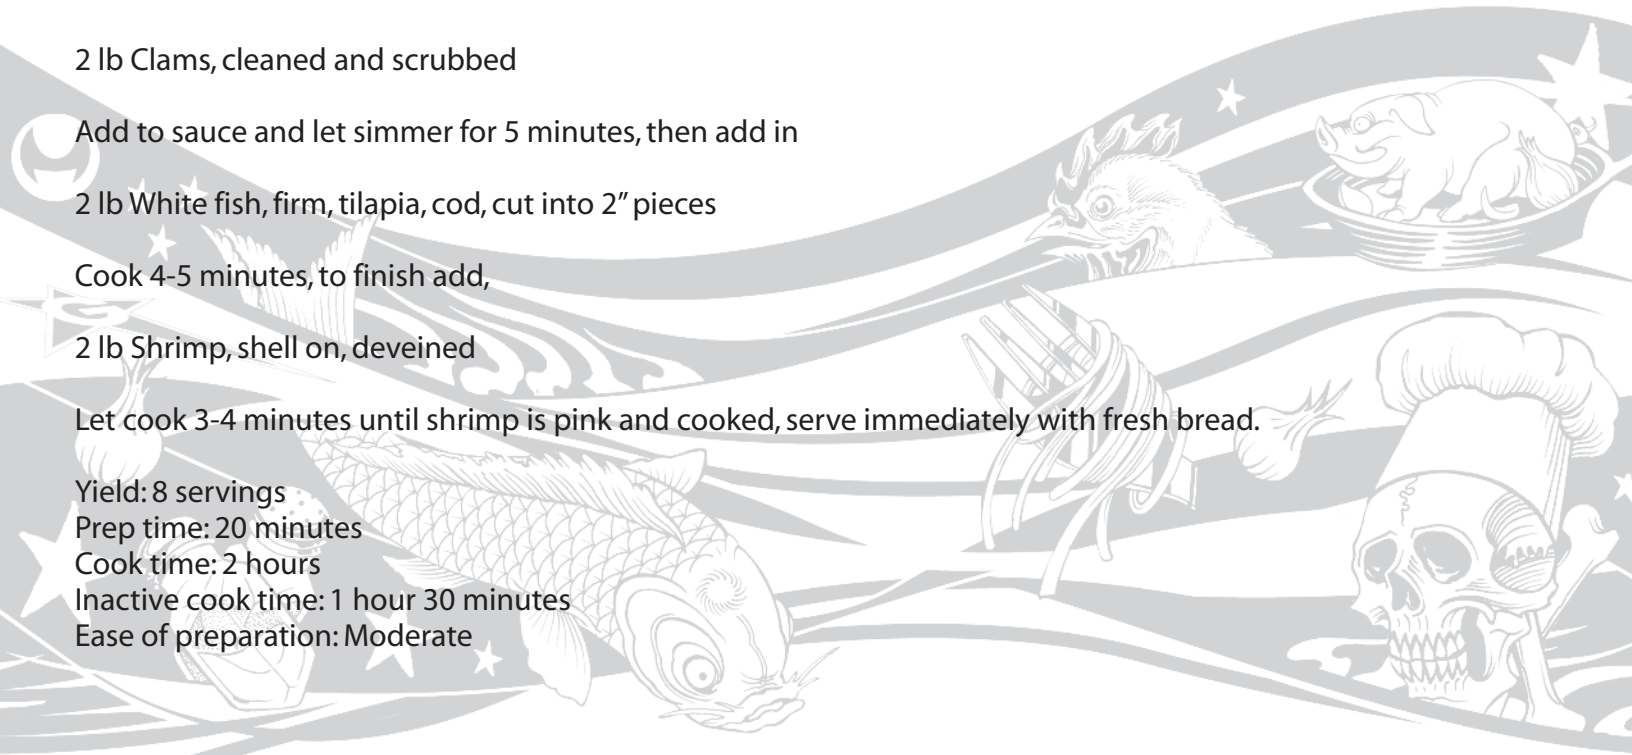 2 lb Clams, cleaned and scrubbed
Add to sauce and let simmer for 5 minutes, then add in
2 lb White fish, firm, tilapia, cod, cut into 2” pieces
Cook 4-5 minutes, to finish add,
2 lb Shrimp, shell on, deveined
Let cook 3-4 minutes until shrimp is pink and cooked, serve immediately with fresh bread.
Yield: 8 servings
Prep time: 20 minutes
Cook time: 2 hours
Inactive cook time: 1 hour 30 minutes
Ease of preparation: Moderate